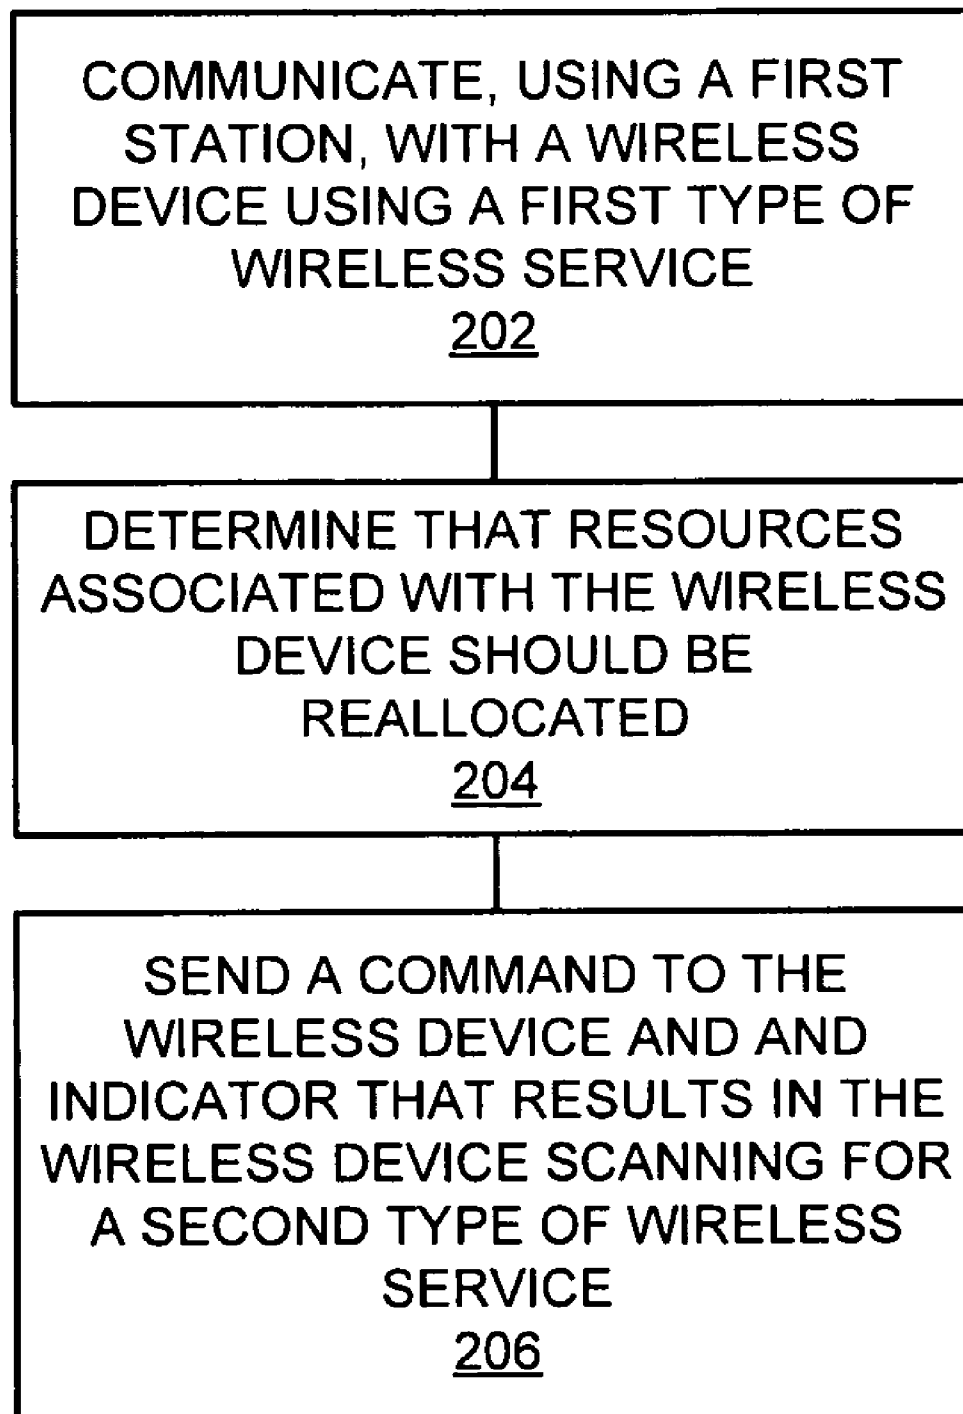 COMMUNICATE, USING A FIRST
STATION, WITH A WIRELESS
DEVICE USING A FIRST TYPE OF
WIRELESS SERVICE
202
DETERMINE THAT RESOURCES
ASSOCIATED WITH THE WIRELESS
DEVICE SHOULD BE
REALLOCATED
204
SEND A COMMAND TO THE
WIRELESS DEVICE AND AND
INDICATOR THAT RESULTS IN THE
WIRELESS DEVICE SCANNING FOR
A SECOND TYPE OF WIRELESS
SERVICE
206